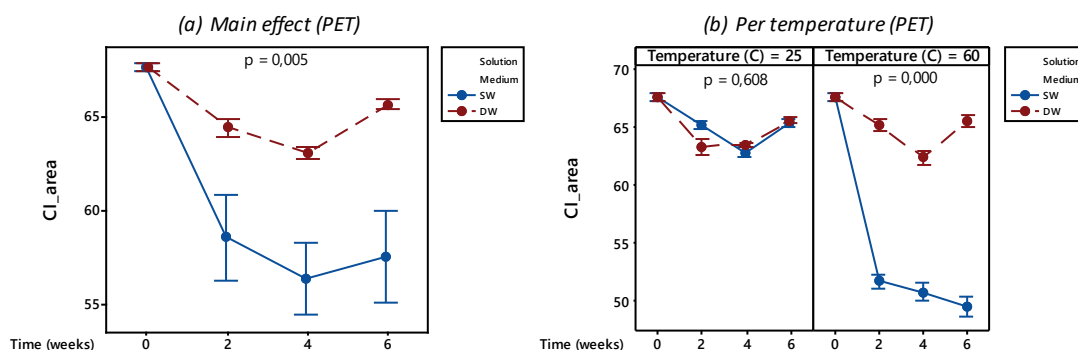 (a) Main effect (PET)
p = 0,005
CI_area
65
60
55
Time (weeks) 0 2 4 6
Solution
Medium
SW
DW
(b) Per temperature (PET)
Temperature (C) = 25 Temperature (C) = 60
p = 0,608 p = 0,000
CI_area
70
65
60
55
50
Time (weeks) 0 2 4 6 0 2 4 6
Solution
Medium
SW
DW